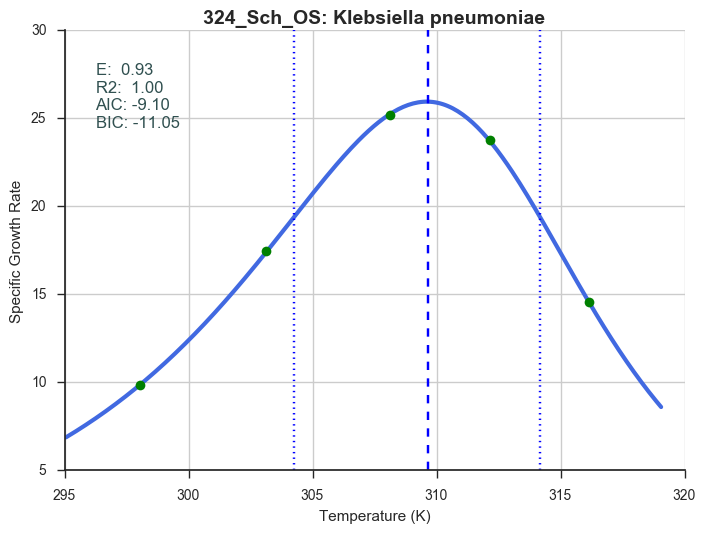 324_Sch_OS: Klebsiella pneumoniae
E:  0.93
R2:  1.00
AIC: -9.10
BIC: -11.05
Specific Growth Rate
30
25
20
15
10
5
295 300 305 310 315 320
Temperature (K)